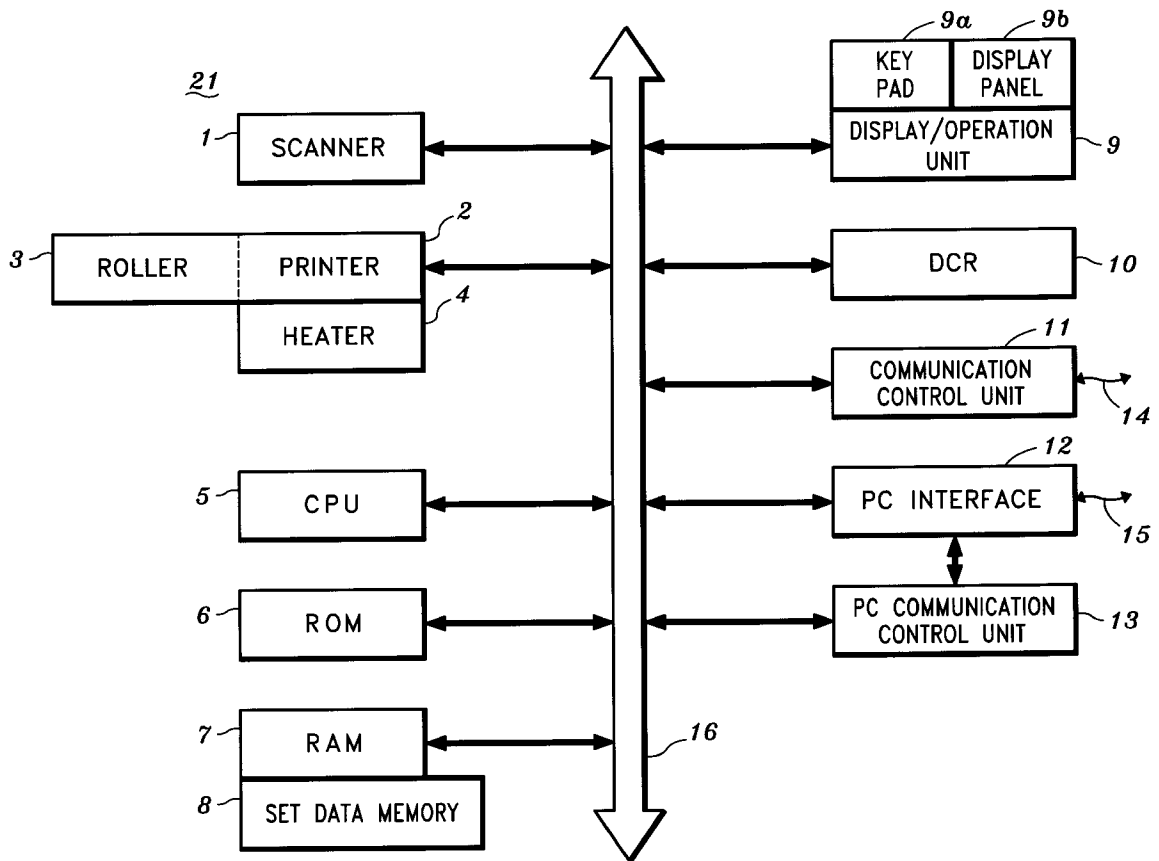 9a
9b
KEY
PAD
DISPLAY
PANEL
21
1
SCANNER
DISPLAY/OPERATION
UNIT
9
2
3
ROLLER
PRINTER
4
HEATER
DCR
10
11
COMMUNICATION
CONTROL UNIT
14
12
5
CPU
PC INTERFACE
15
6
ROM
PC COMMUNICATION
CONTROL UNIT
13
7
RAM
16
8
SET DATA MEMORY